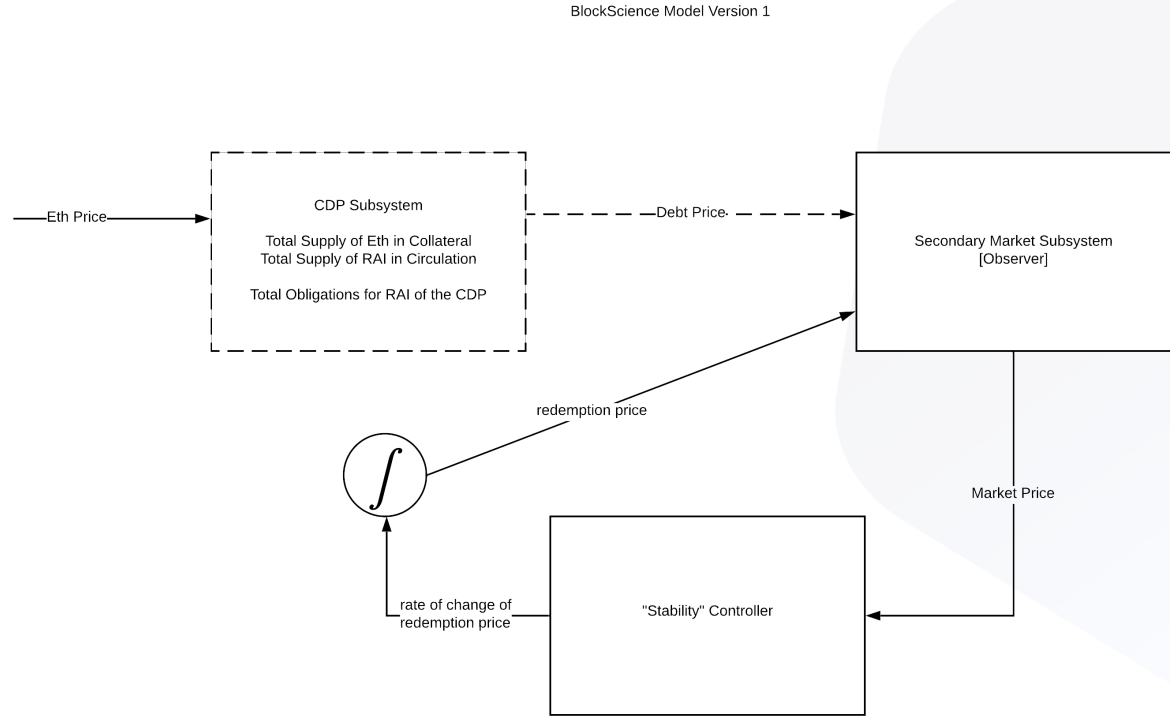 BlockScience Model Version 1
Eth Price
CDP Subsystem
Total Supply of Eth in Collateral
Total Supply of RAI in Circulation
Total Obligations for RAI of the CDP
Debt Price
Secondary Market Subsystem
[Observer]
redemption price
∫
Market Price
rate of change of
redemption price
"Stability" Controller